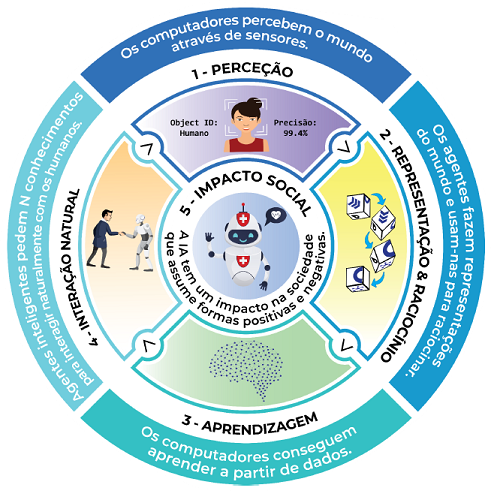 Os computadores percebem o mundo
através de sensores.
1 - PERCEÇÃO
Object ID:
Humano
Precisão:
99.4%
2 - REPRESENTAÇÃO & RACIOCÍNIO
Os agentes fazem representações
do mundo e usam-nas para raciocinar.
3 - APRENDIZAGEM
Os computadores conseguem
aprender a partir de dados.
4 - INTERAÇÃO NATURAL
Agentes inteligentes pedem N conhecimentos
para interagir naturalmente com os humanos.
5 - IMPACTO SOCIAL
A IA tem um impacto na sociedade
que assume formas positivas e negativas.